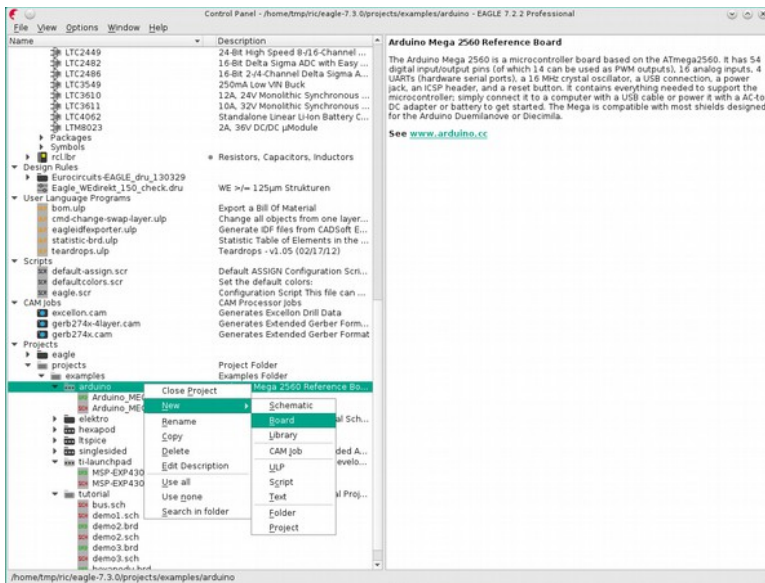 Control Panel - /home/tmp/ric/eagle-7.3.0/projects/examples/arduino - EAGLE 7.2.2 Professional
File View Options Window Help
Name Description
LTC2449 24-Bit High Speed 8-/16-Channel ...
LTC2482 16-Bit Delta Sigma ADC with Easy ...
LTC2486 16-Bit 2-/4-Channel Delta Sigma A...
LTC3549 250mA Low VIN Buck
LTC3610 12A, 24V Monolithic Synchronous ...
LTC3611 10A, 32V Monolithic Synchronous ...
LTC4062 Standalone Linear Li-Ion Battery C...
LTM8023 2A, 36V DC/DC µModule
Packages
Symbols
rcl.lbr Resistors, Capacitors, Inductors
Design Rules
Eurocircuits-EAGLE_dru_130329
Eagle_WEdirekt_150_check.dru WE >/= 125µm Strukturen
User Language Programs
bom.ulp Export a Bill Of Material
cmd-change-swap-layer.ulp Change all objects from one layer...
eagleidfexporter.ulp Generate IDF files from CADSoft E...
statistic-brd.ulp Statistic Table of Elements in the ...
teardrops.ulp Teardrops - v1.05 (02/17/12)
Scripts
default-assign.scr Default ASSIGN Configuration Scri...
defaultcolors.scr Set the default colors:
eagle.scr Configuration Script This file can ...
CAM Jobs CAM Processor Jobs
excellon.cam Generates Excellon Drill Data
gerb274x-4layer.cam Generates Extended Gerber Form...
gerb274x.cam Generates Extended Gerber Format
Projects
eagle
projects Project Folder
examples Examples Folder
arduino Mega 2560 Reference Bo...
Arduino_MEG
Arduino_MEG
elektro al Sch...
hexapod
ltspice
singlesided ded A...
ti-launchpad evelo...
MSP-EXP430
MSP-EXP430
tutorial al Proj...
bus.sch
demo1.sch
demo2.brd
demo2.sch
demo3.brd
demo3.sch
hexapodu.brd
Close Project
New
Rename
Copy
Delete
Edit Description
Use all
Use none
Search in folder
Schematic
Board
Library
CAM Job
ULP
Script
Text
Folder
Project
Arduino Mega 2560 Reference Board
The Arduino Mega 2560 is a microcontroller board based on the ATmega2560. It has 54
digital input/output pins (of which 14 can be used as PWM outputs), 16 analog inputs, 4
UARTs (hardware serial ports), a 16 MHz crystal oscillator, a USB connection, a power
jack, an ICSP header, and a reset button. It contains everything needed to support the
microcontroller; simply connect it to a computer with a USB cable or power it with a AC-to
DC adapter or battery to get started. The Mega is compatible with most shields designed
for the Arduino Duemilanove or Diecimila.
See www.arduino.cc
/home/tmp/ric/eagle-7.3.0/projects/examples/arduino